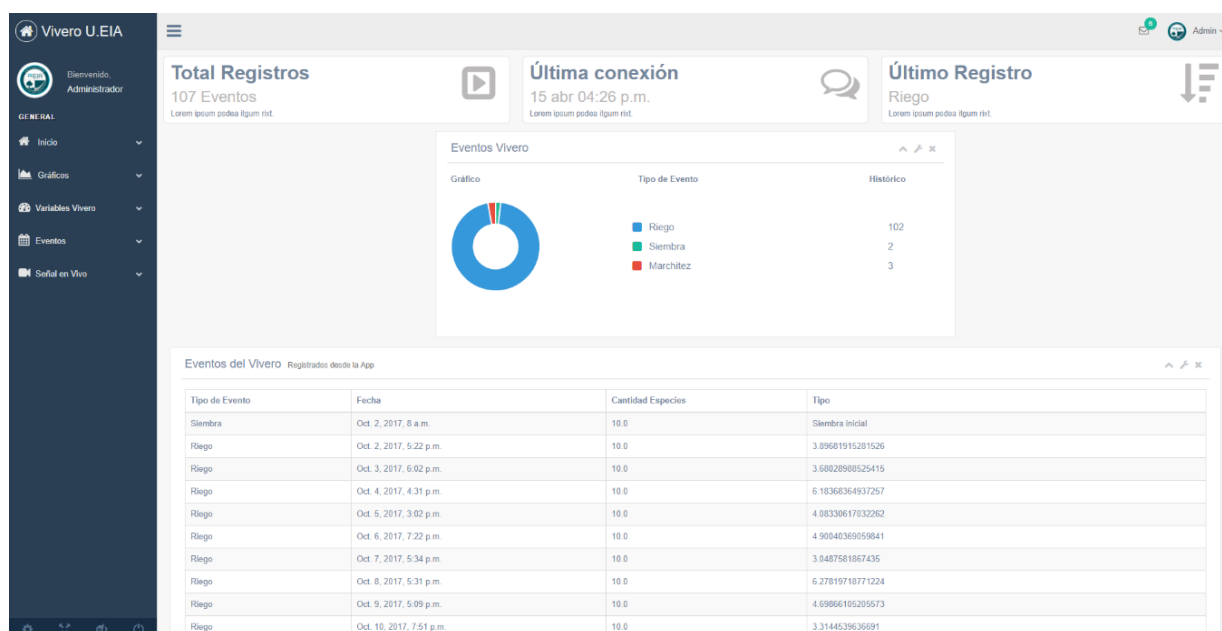 Vivero U.EIA
Bienvenido,
Administrador
GENERAL
Inicio
Gráficos
Variables Vivero
Eventos
Señal en Vivo
6
Admin
Total Registros
107 Eventos
Lorem ipsum psdea itgum rixt.
Última conexión
15 abr 04:26 p.m.
Lorem ipsum psdea itgum rixt.
Último Registro
Riego
Lorem ipsum psdea itgum rixt.
Eventos Vivero
Gráfico Tipo de Evento Histórico
Riego 102
Siembra 2
Marchitez 3
Eventos del Vivero Registrados desde la App
Tipo de Evento Fecha Cantidad Especies Tipo
Siembra Oct. 2, 2017, 8 a.m. 10.0 Siembra inicial
Riego Oct. 2, 2017, 5:22 p.m. 10.0 3.89681915281526
Riego Oct. 3, 2017, 6:02 p.m. 10.0 3.68028988525415
Riego Oct. 4, 2017, 4:31 p.m. 10.0 6.18368364937257
Riego Oct. 5, 2017, 3:02 p.m. 10.0 4.08330617032262
Riego Oct. 6, 2017, 7:22 p.m. 10.0 4.90040369059841
Riego Oct. 7, 2017, 5:34 p.m. 10.0 3.0487581867435
Riego Oct. 8, 2017, 5:31 p.m. 10.0 6.27819718771224
Riego Oct. 9, 2017, 5:09 p.m. 10.0 4.69866105205573
Riego Oct. 10, 2017, 7:51 p.m. 10.0 3.3144539636691